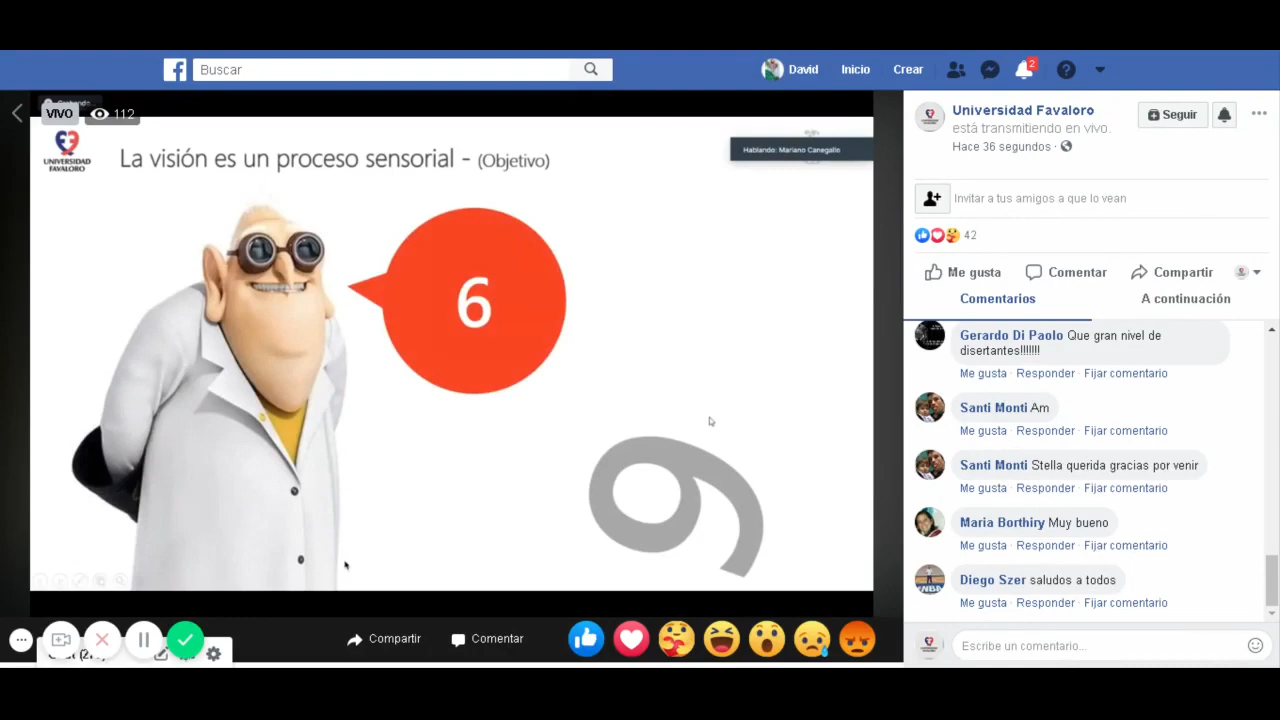 Buscar
David
Inicio
Crear
2
VIVO
112
UNIVERSIDAD
FAVALORO
La visión es un proceso sensorial - (Objetivo)
Hablando: Mariano Canegallo
6
9
Compartir
Comentar
Universidad Favaloro
está transmitiendo en vivo.
Hace 36 segundos ·
Seguir
Invitar a tus amigos a que lo vean
42
Me gusta
Comentar
Compartir
Comentarios
A continuación
Gerardo Di Paolo Que gran nivel de
disertantes!!!!!!!
Me gusta · Responder · Fijar comentario
Santi Monti Am
Me gusta · Responder · Fijar comentario
Santi Monti Stella querida gracias por venir
Me gusta · Responder · Fijar comentario
Maria Borthiry Muy bueno
Me gusta · Responder · Fijar comentario
Diego Szer saludos a todos
Me gusta · Responder · Fijar comentario
Escribe un comentario...